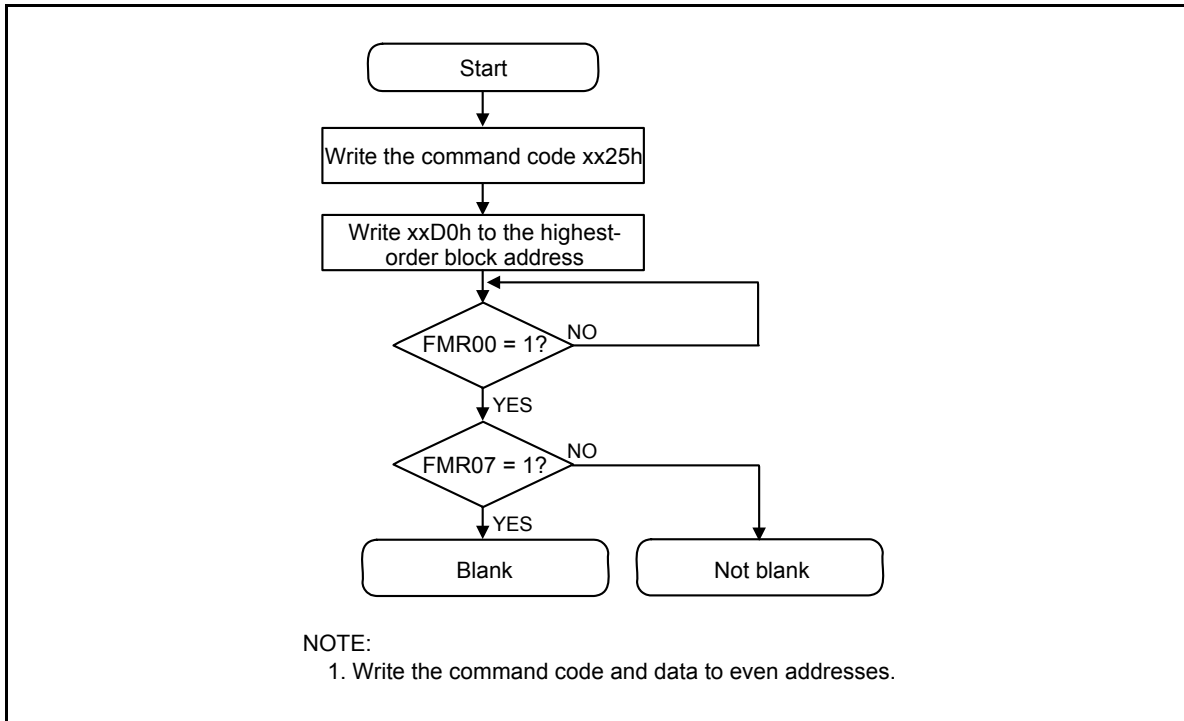 Start
Write the command code xx25h
Write xxD0h to the highest-
order block address
FMR00 = 1?
NO
YES
FMR07 = 1?
NO
YES
Blank
Not blank
NOTE:
1. Write the command code and data to even addresses.